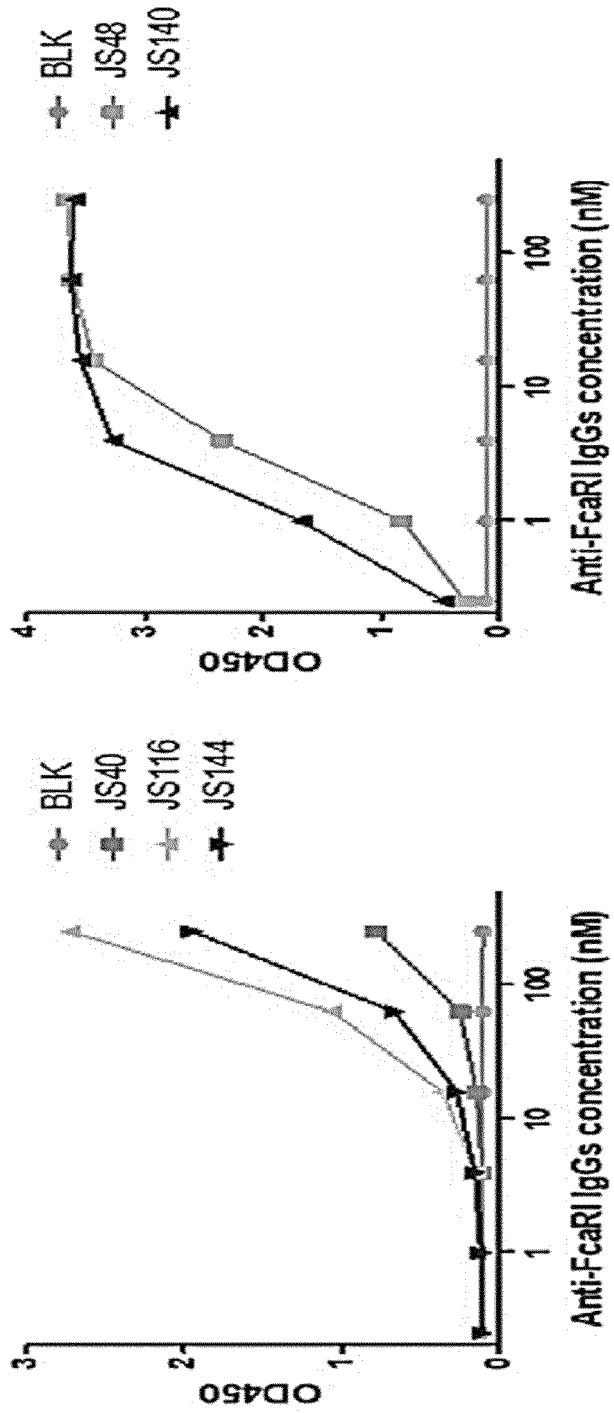 3
2
1
0
OD450
1
10
100
Anti-FcaRI IgGs concentration (nM)
BLK
JS40
JS116
JS144
4
3
2
1
0
OD450
1
10
100
Anti-FcaRI IgGs concentration (nM)
BLK
JS48
JS140